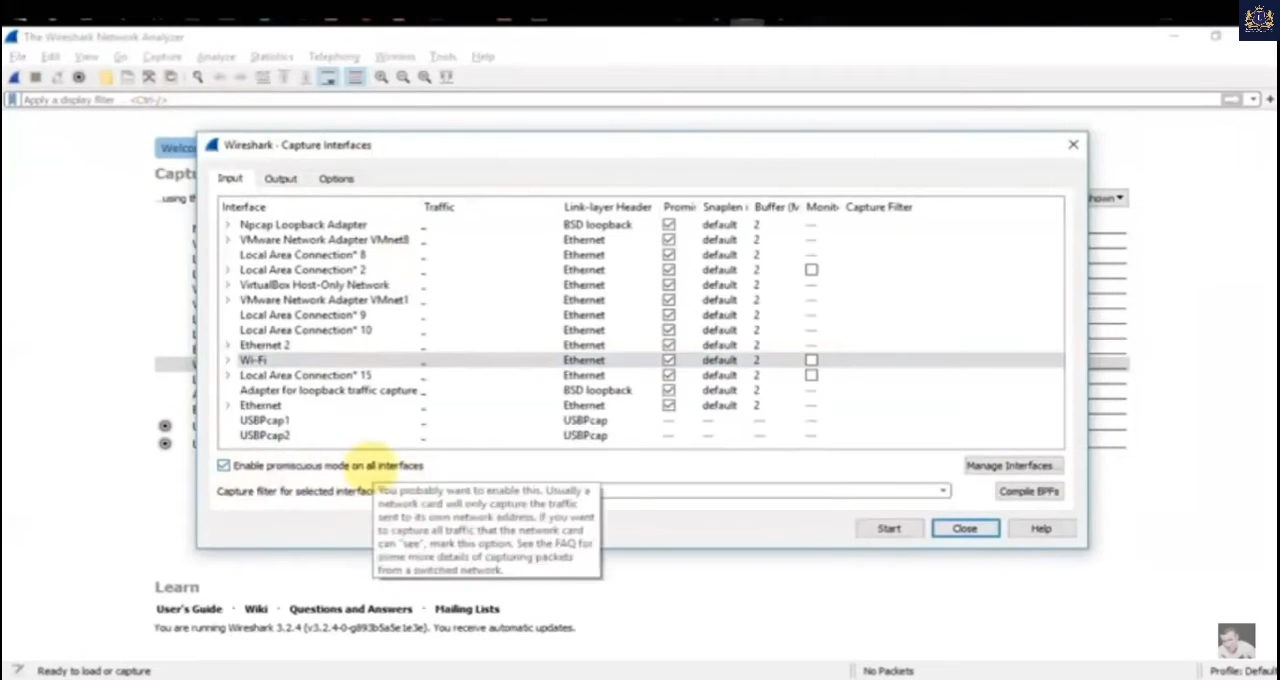 The Wireshark Network Analyzer
File Edit View Go Capture Analyze Statistics Telephony Wireless Tools Help
Apply a display filter ... <Ctrl-/>
Wireshark - Capture Interfaces
Welco
Input Output Options
Captu
...using th
hown
Interface Traffic Link-layer Header Promi Snaplen Buffer (M Monit Capture Filter
Npcap Loopback Adapter BSD loopback default 2 —
VMware Network Adapter VMnet8 Ethernet default 2 —
Local Area Connection* 8 Ethernet default 2 —
Local Area Connection* 2 Ethernet default 2
VirtualBox Host-Only Network Ethernet default 2 —
VMware Network Adapter VMnet1 Ethernet default 2 —
Local Area Connection* 9 Ethernet default 2 —
Local Area Connection* 10 Ethernet default 2 —
Ethernet 2 Ethernet default 2 —
Wi-Fi Ethernet default 2
Local Area Connection* 15 Ethernet default 2
Adapter for loopback traffic capture BSD loopback default 2 —
Ethernet Ethernet default 2 —
USBPcap1 USBPcap — — — —
USBPcap2 USBPcap — — — —
Enable promiscuous mode on all interfaces Manage Interfaces...
Capture filter for selected interfac Compile BPFs
You probably want to enable this. Usually a
network card will only capture the traffic
sent to its own network address. If you want
to capture all traffic that the network card
can "see", mark this option. See the FAQ for
some more details of capturing packets
from a switched network.
Start Close Help
Learn
User's Guide · Wiki · Questions and Answers · Mailing Lists
You are running Wireshark 3.2.4 (v3.2.4-0-g893b5a5e1e3e). You receive automatic updates.
Ready to load or capture No Packets Profile: Defaul